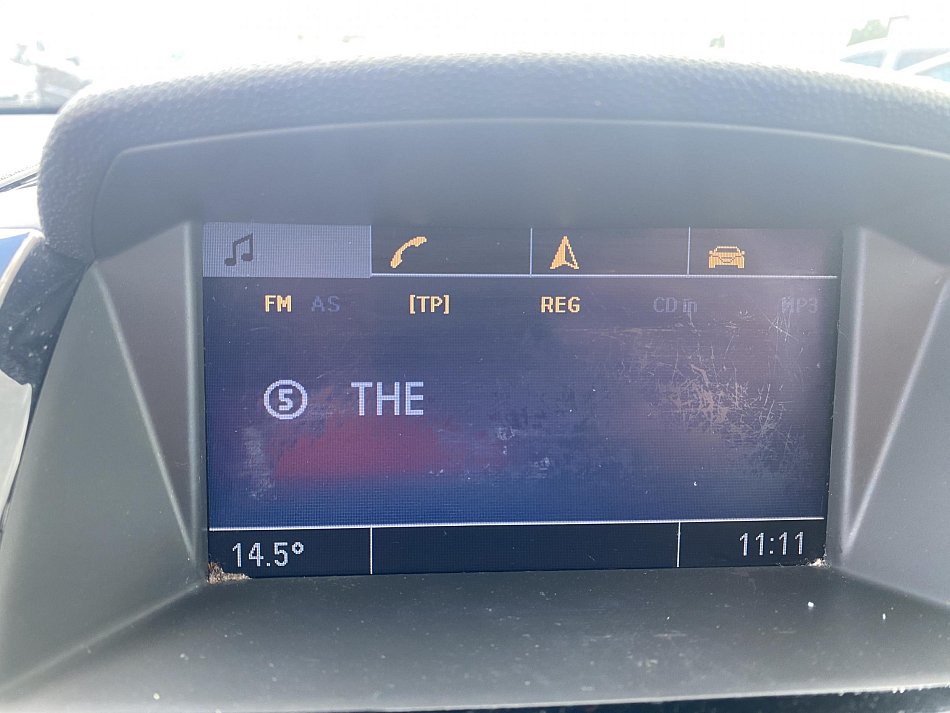 FM AS [TP] REG CD in MP3
5 THE
14.5° 11:11